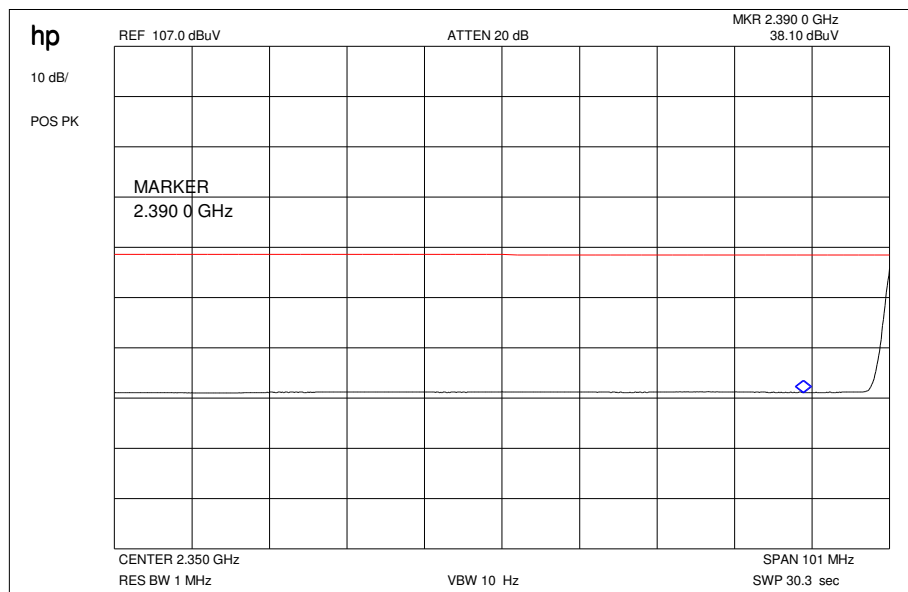 hp
REF 107.0 dBuV
ATTEN 20 dB
MKR 2.390 0 GHz
38.10 dBuV
10 dB/
POS PK
MARKER
2.390 0 GHz
CENTER 2.350 GHz
SPAN 101 MHz
RES BW 1 MHz
VBW 10 Hz
SWP 30.3 sec